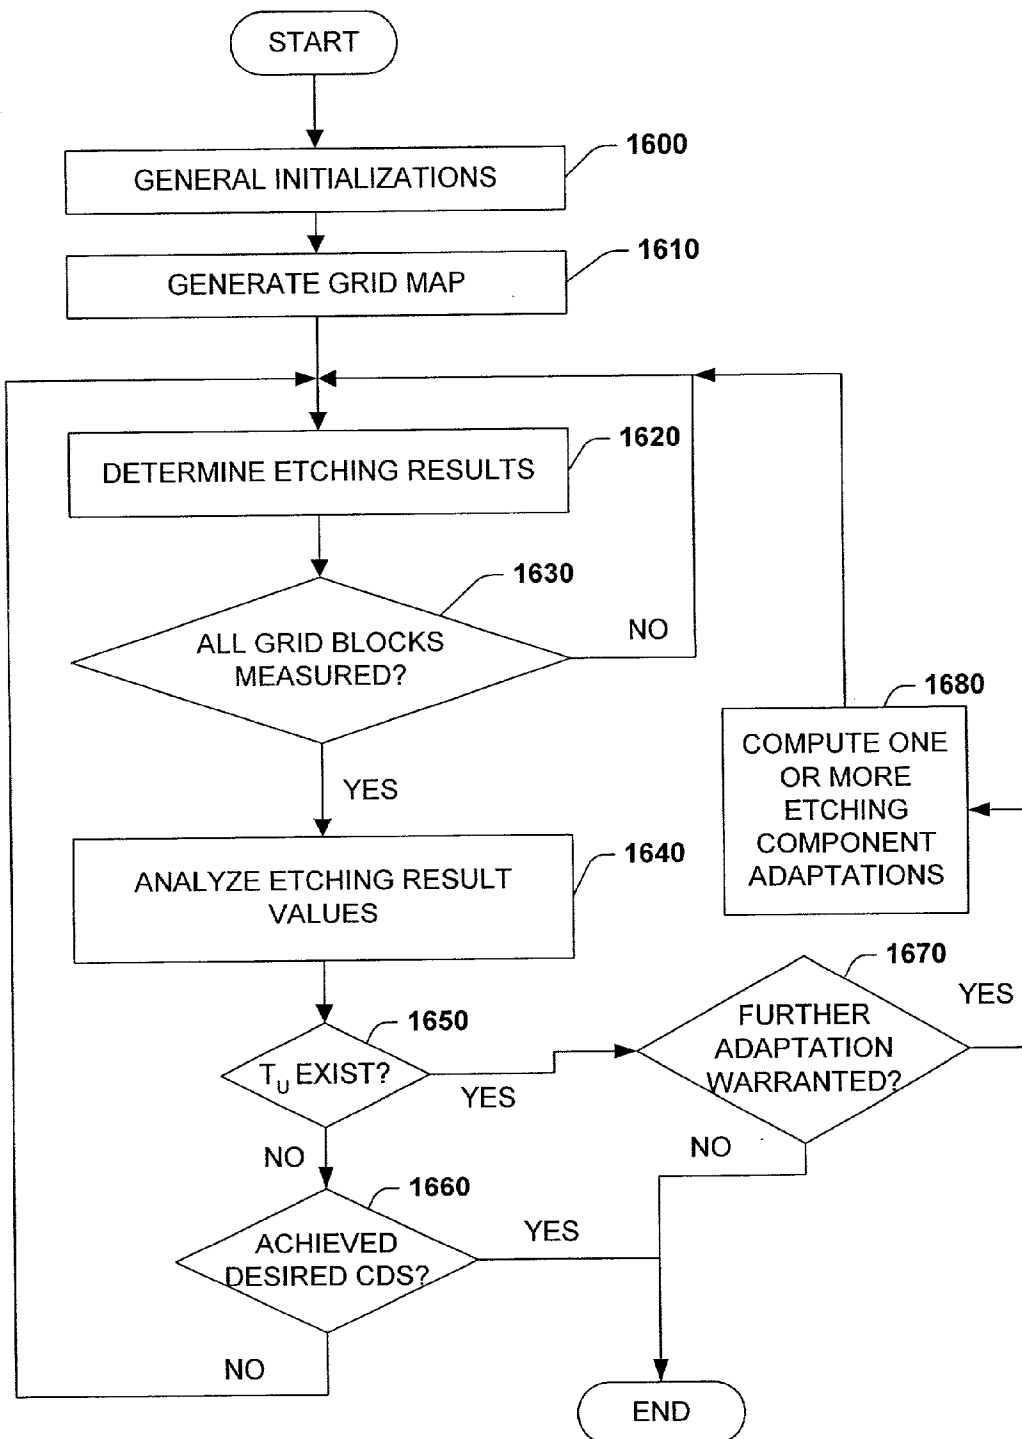 START
1600
GENERAL INITIALIZATIONS
1610
GENERATE GRID MAP
1620
DETERMINE ETCHING RESULTS
1630
ALL GRID BLOCKS
MEASURED?
NO
YES
1680
COMPUTE ONE
OR MORE
ETCHING
COMPONENT
ADAPTATIONS
1640
ANALYZE ETCHING RESULT
VALUES
1670
FURTHER
ADAPTATION
WARRANTED?
YES
NO
1650
TU EXIST?
YES
NO
1660
ACHIEVED
DESIRED CDS?
YES
NO
END